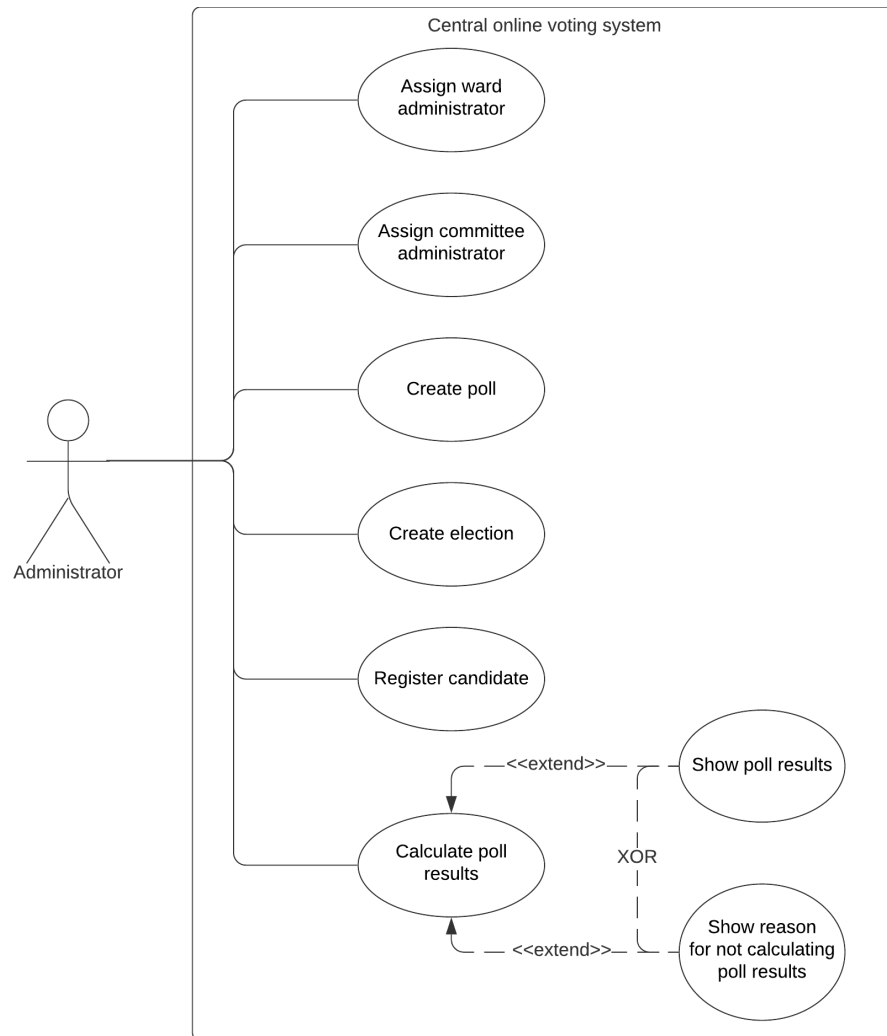 Central online voting system
Assign ward
administrator
Assign committee
administrator
Create poll
Administrator
Create election
Register candidate
<<extend>>
Show poll results
Calculate poll
results
XOR
<<extend>>
Show reason
for not calculating
poll results